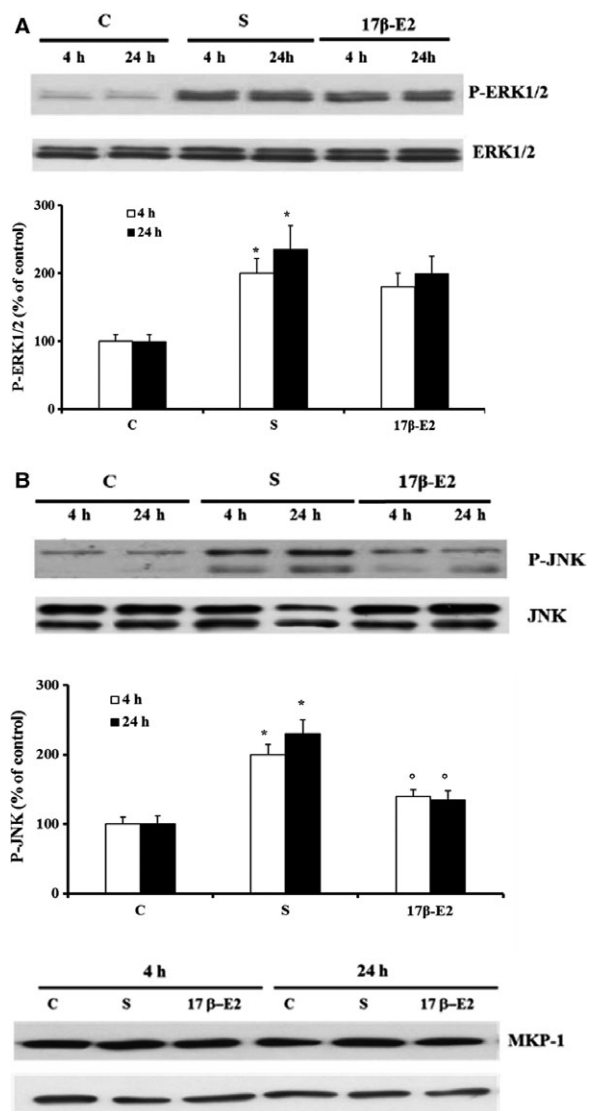 A
C S 17β-E2
4 h 24 h 4 h 24h 4 h 24h
P-ERK1/2
ERK1/2
P-ERK1/2 (% of control)
300
200
100
0
4 h
24 h
* *
C S 17β-E2
B
C S 17β-E2
4 h 24 h 4 h 24 h 4 h 24 h
P-JNK
JNK
P-JNK (% of control)
300
200
100
0
4 h
24 h
* *
° °
C S 17β-E2
4 h 24 h
C S 17 β–E2 C S 17 β–E2
MKP-1